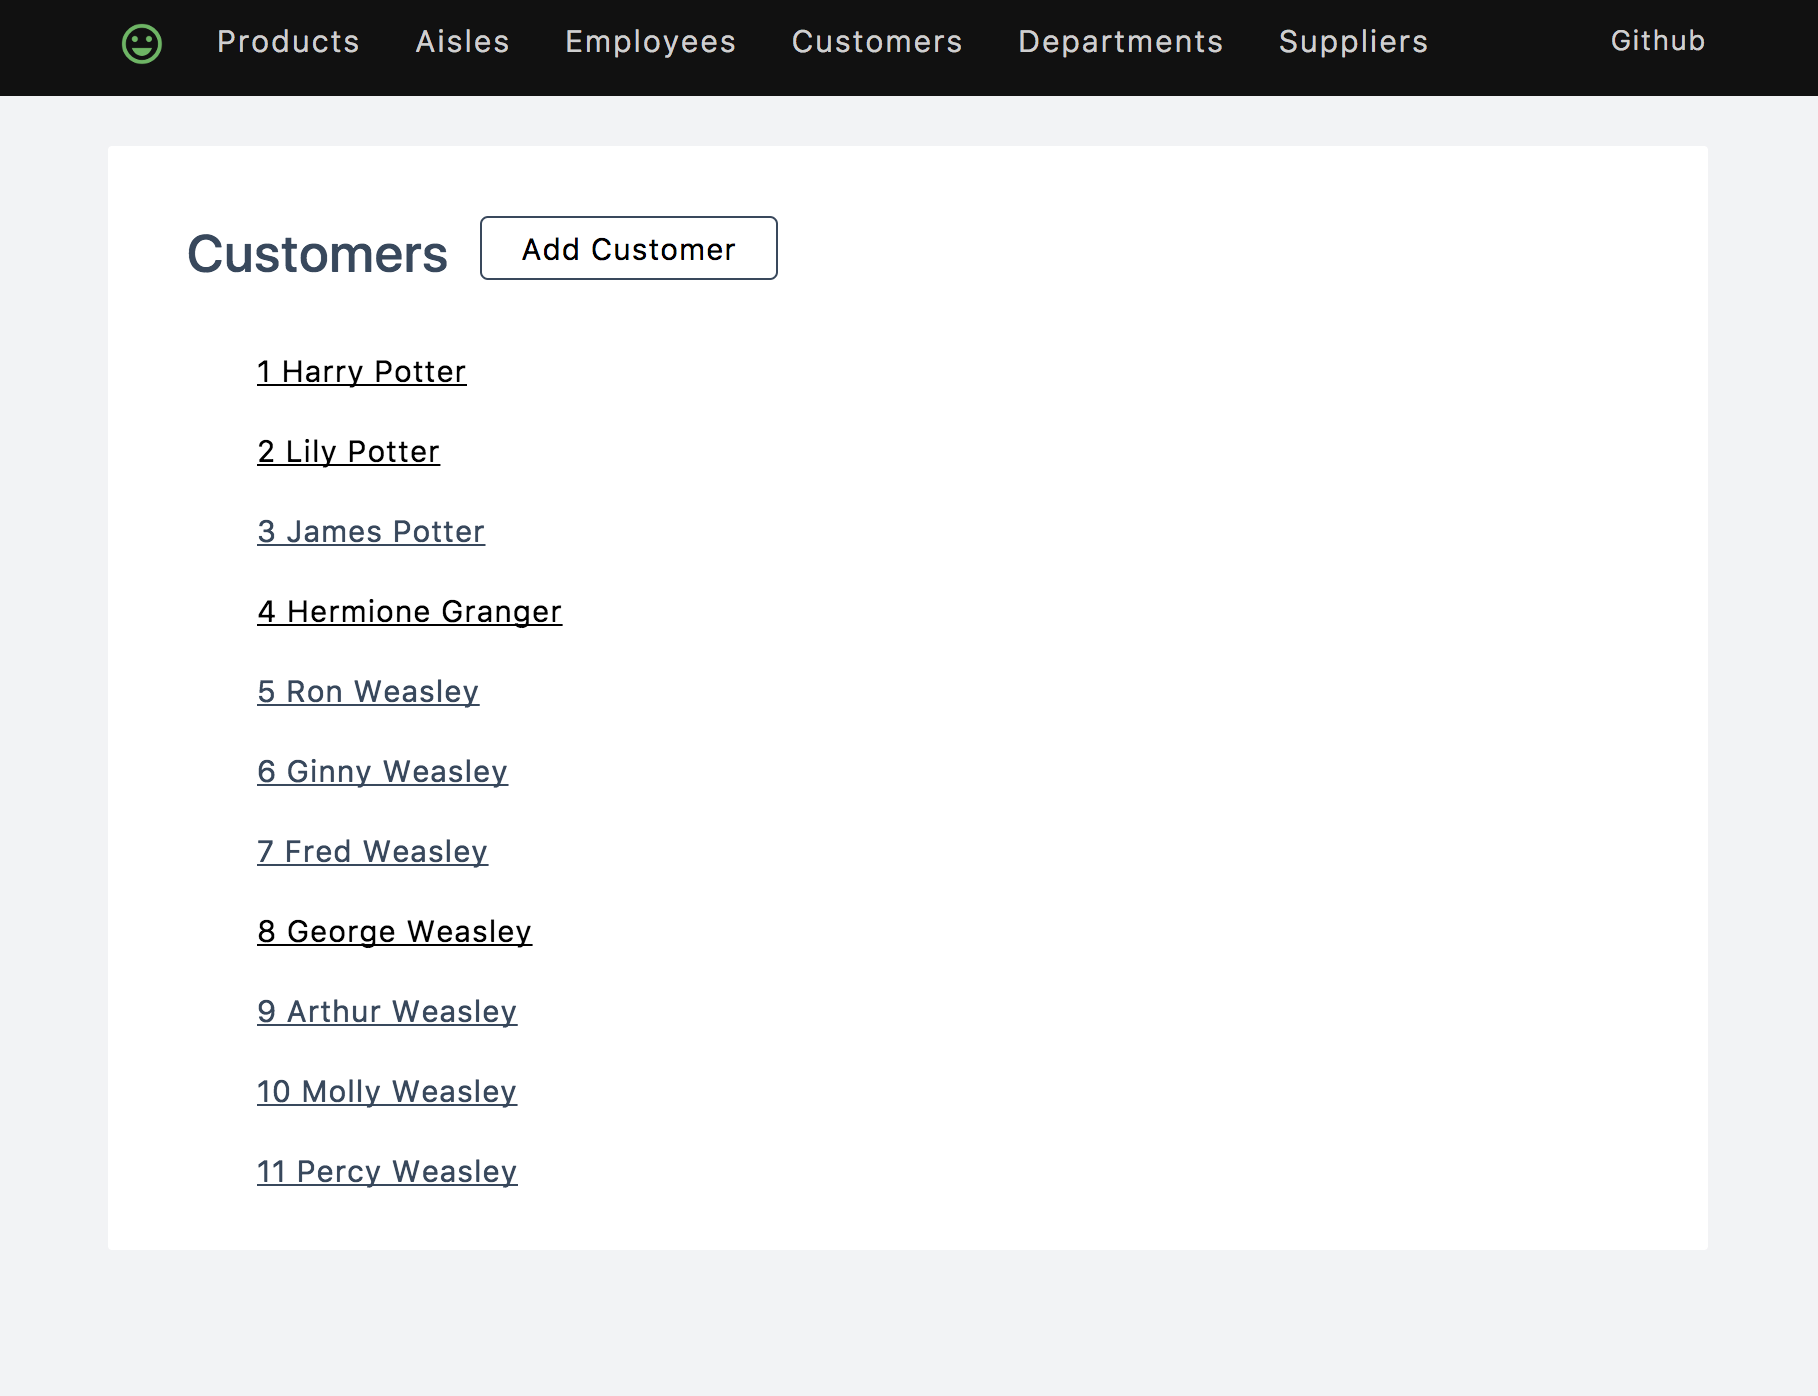 Products Aisles Employees Customers Departments Suppliers Github
Customers Add Customer
1 Harry Potter
2 Lily Potter
3 James Potter
4 Hermione Granger
5 Ron Weasley
6 Ginny Weasley
7 Fred Weasley
8 George Weasley
9 Arthur Weasley
10 Molly Weasley
11 Percy Weasley